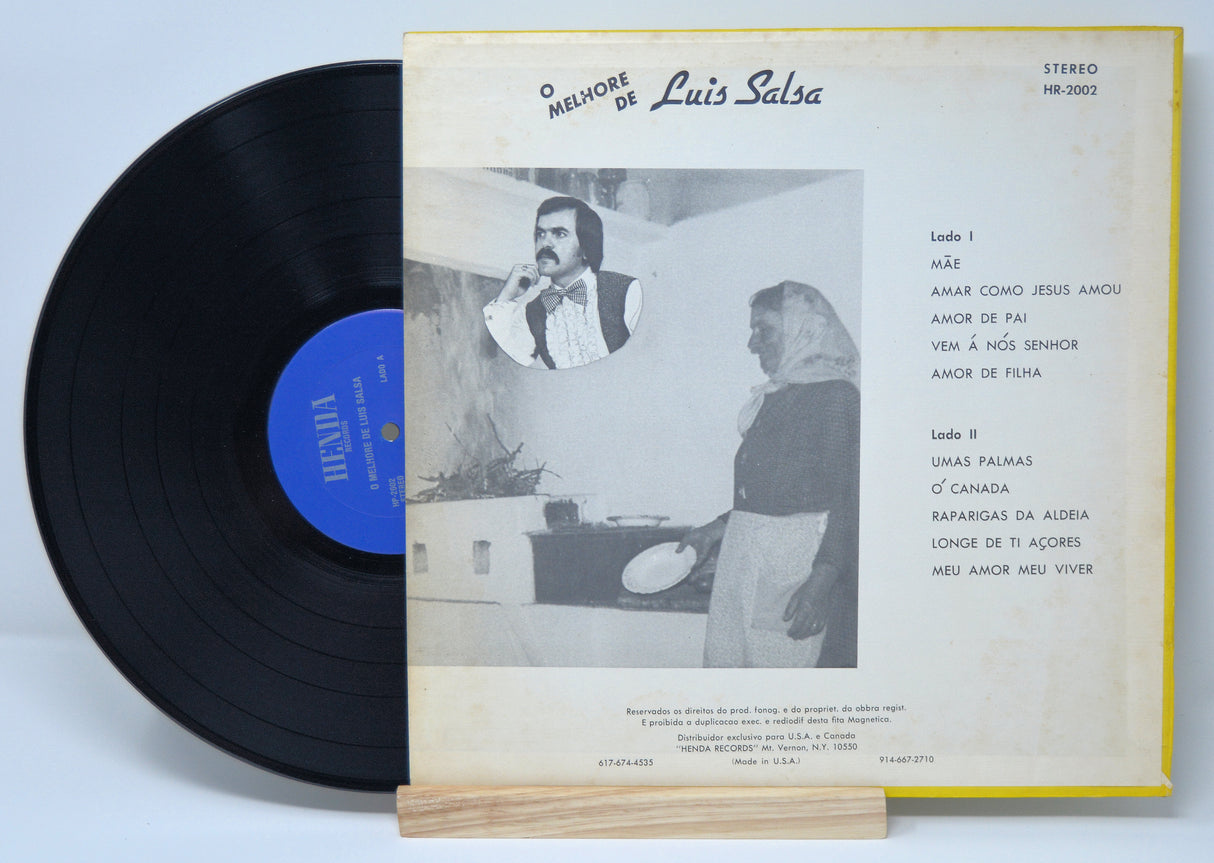 O
MELHORE
DE
Luis Salsa
STEREO
HR-2002
Lado I
MÃE
AMAR COMO JESUS AMOU
AMOR DE PAI
VEM Á NÓS SENHOR
AMOR DE FILHA
Lado II
UMAS PALMAS
Ó CANADA
RAPARIGAS DA ALDEIA
LONGE DE TI AÇORES
MEU AMOR MEU VIVER
Reservados os direitos do prod. fonog. e do propriet. da obbra regist.
E proibida a duplicacao exec. e rediodif desta fita Magnetica.
Distribuidor exclusivo para U.S.A. e Canada
"HENDA RECORDS" Mt. Vernon, N.Y. 10550
617-674-4535 (Made in U.S.A.) 914-667-2710
HENDA
RECORDS
O MELHORE DE LUIS SALSA
LADO A
HR-2002
STEREO